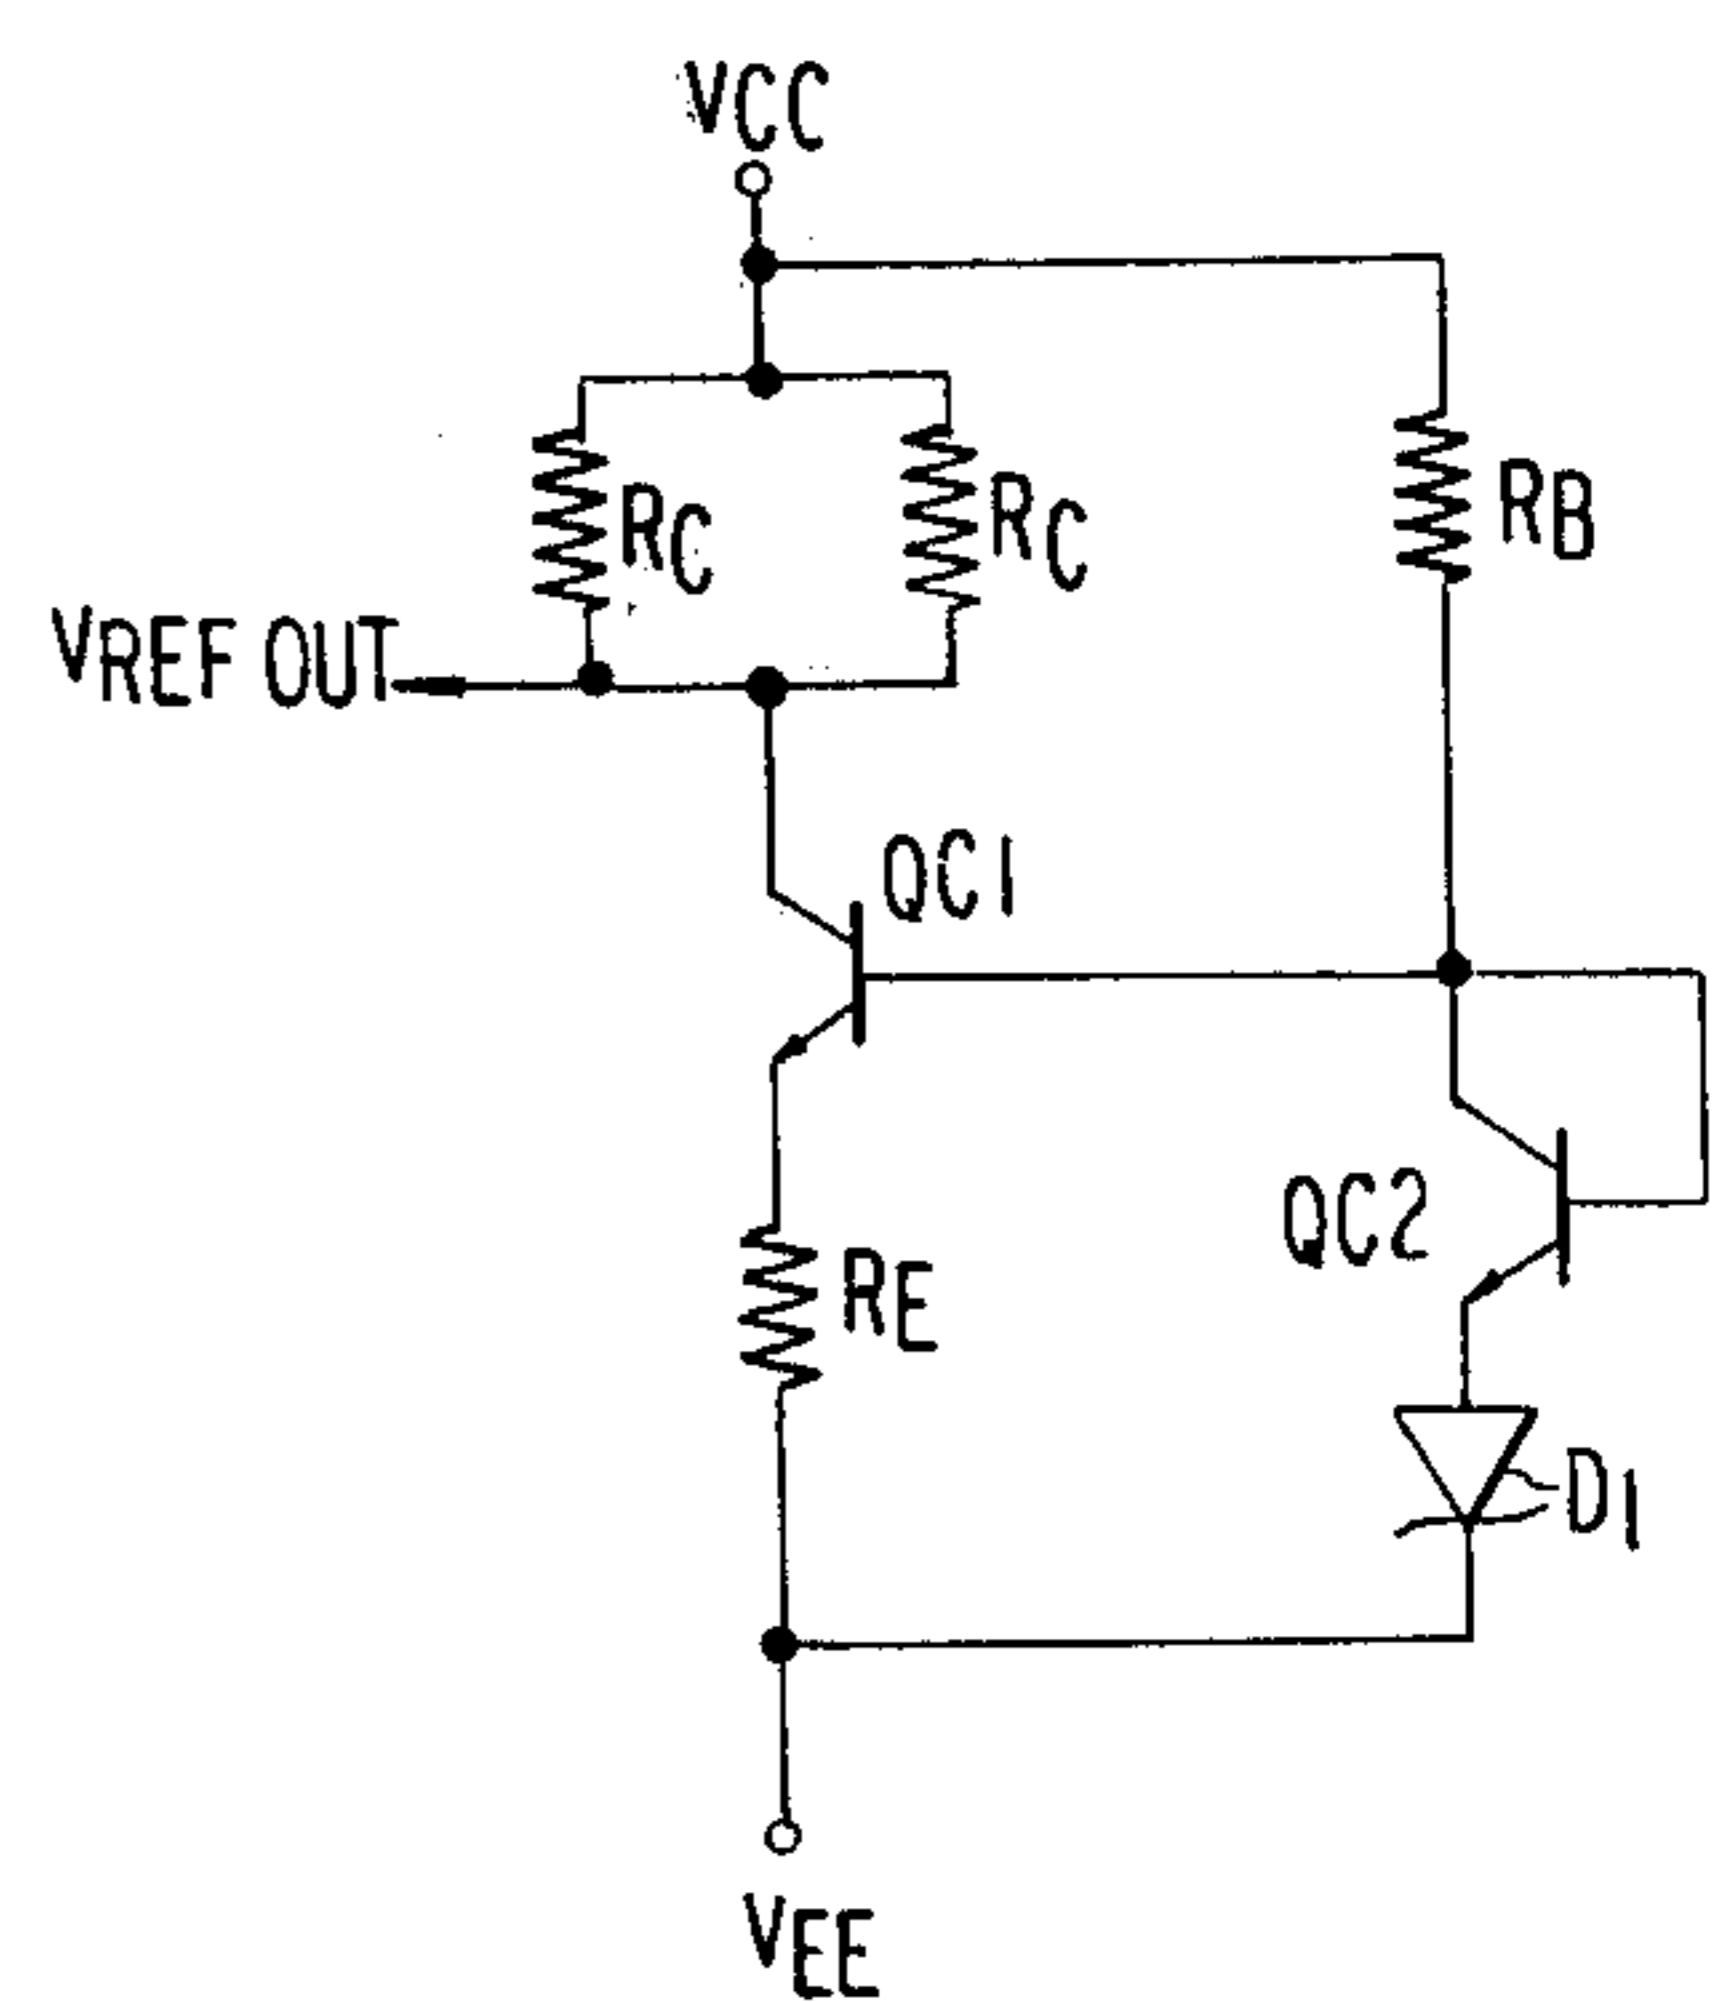 VCC
RC
RC
RB
VREF OUT
QC1
QC2
RE
D1
VEE